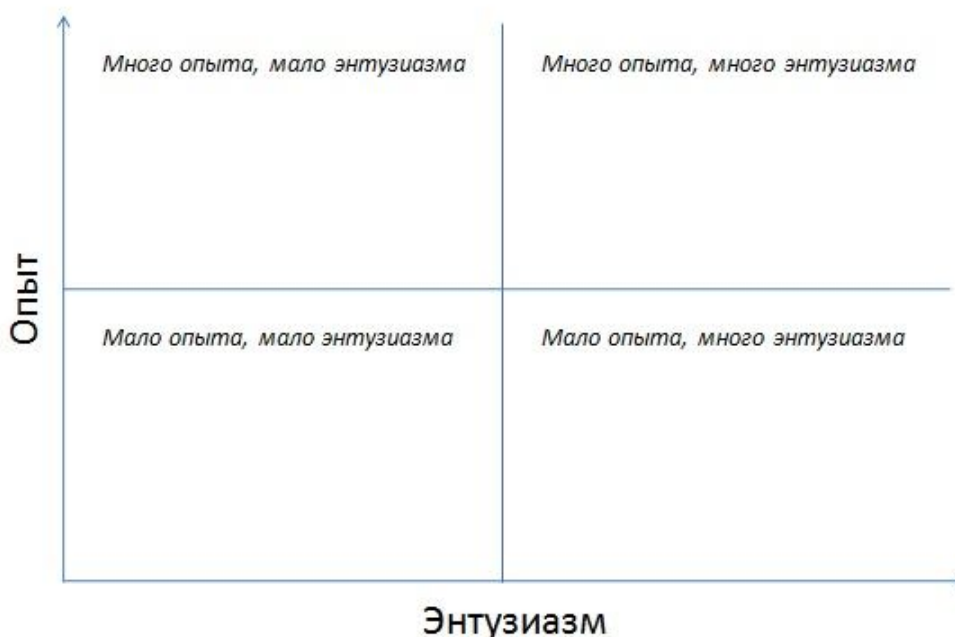 Много опыта, мало энтузиазма
Много опыта, много энтузиазма
Опыт
Мало опыта, мало энтузиазма
Мало опыта, много энтузиазма
Энтузиазм